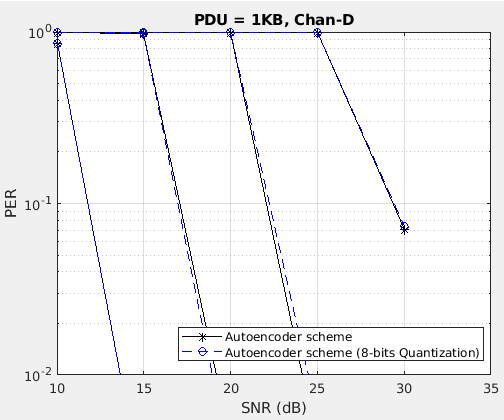 PDU = 1KB, Chan-D
10^0
10^-1
10^-2
PER
Autoencoder scheme
Autoencoder scheme (8-bits Quantization)
10 15 20 25 30 35
SNR (dB)